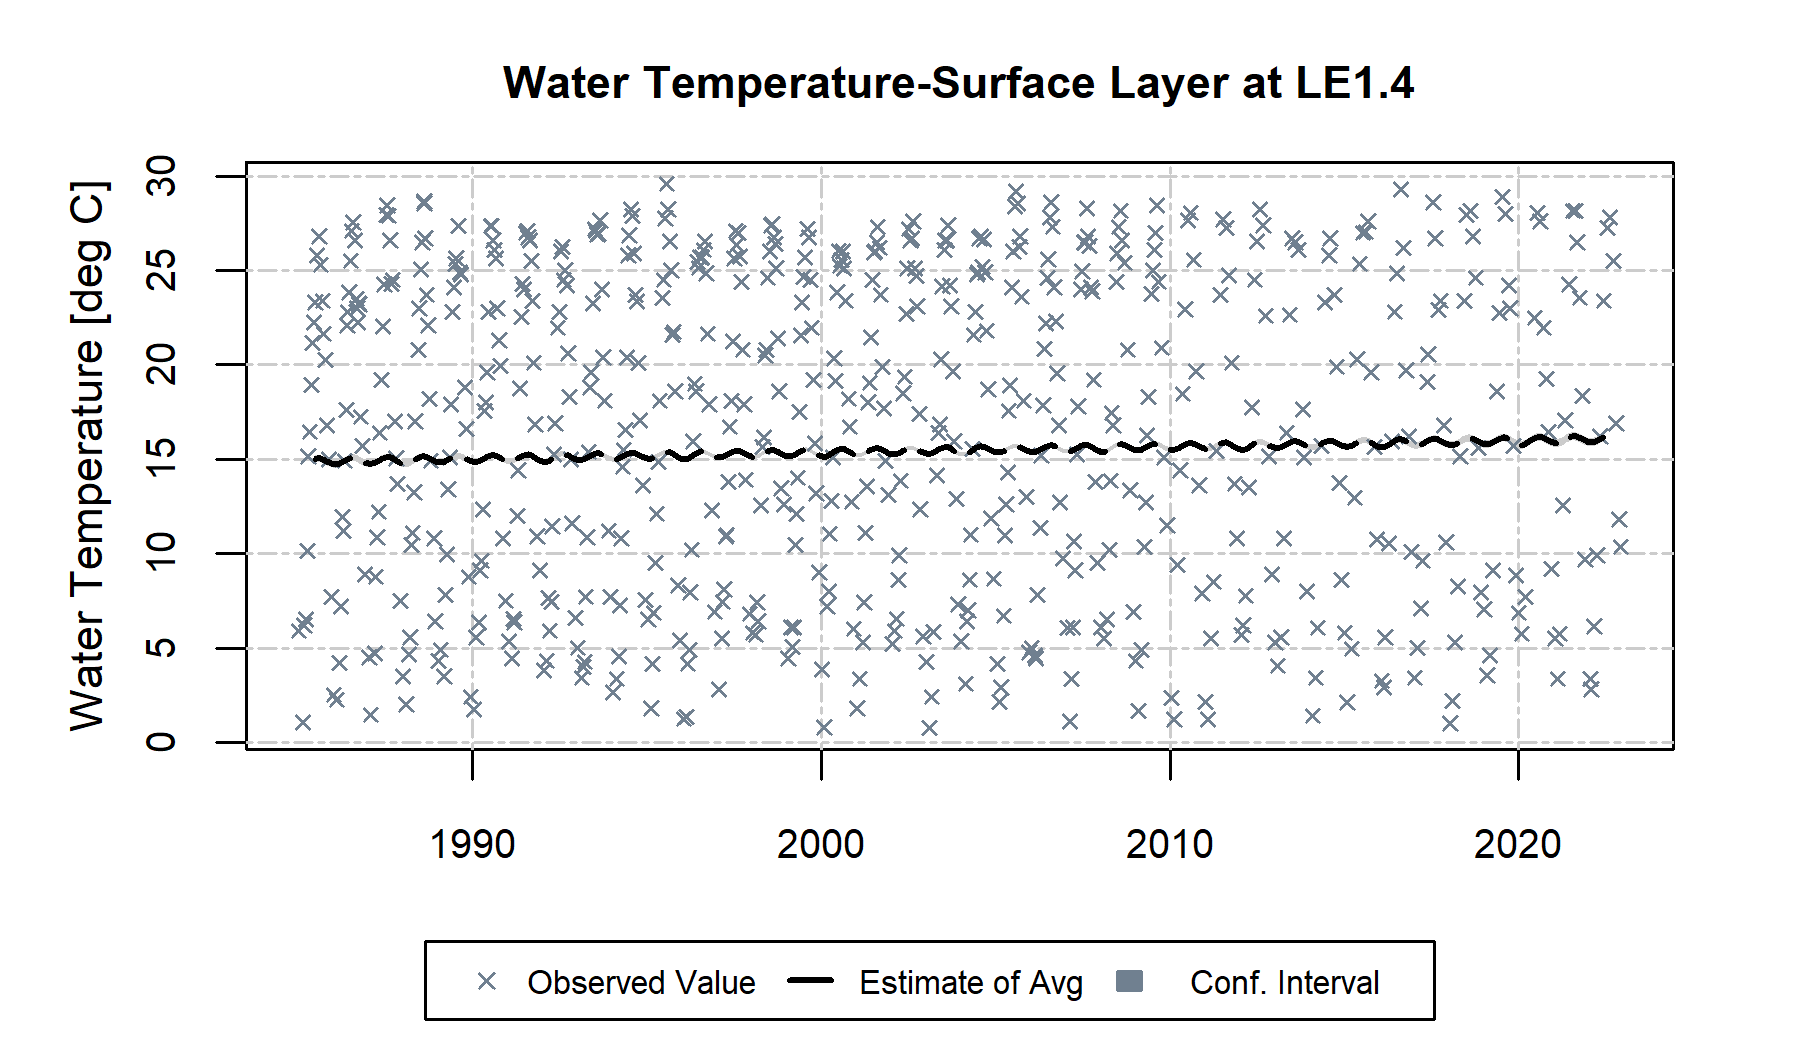 Water Temperature-Surface Layer at LE1.4
Water Temperature [deg C]
30
25
20
15
10
5
0
1990 2000 2010 2020
Observed Value Estimate of Avg Conf. Interval